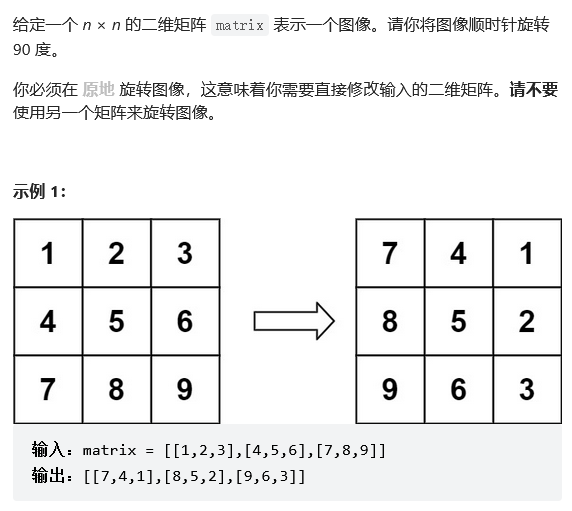 给定一个 n × n 的二维矩阵 matrix 表示一个图像。请你将图像顺时针旋转
90 度。
你必须在 原地 旋转图像，这意味着你需要直接修改输入的二维矩阵。请不要
使用另一个矩阵来旋转图像。
示例 1：
1 2 3 7 4 1
4 5 6 8 5 2
7 8 9 9 6 3
输入：matrix = [[1,2,3],[4,5,6],[7,8,9]]
输出：[[7,4,1],[8,5,2],[9,6,3]]